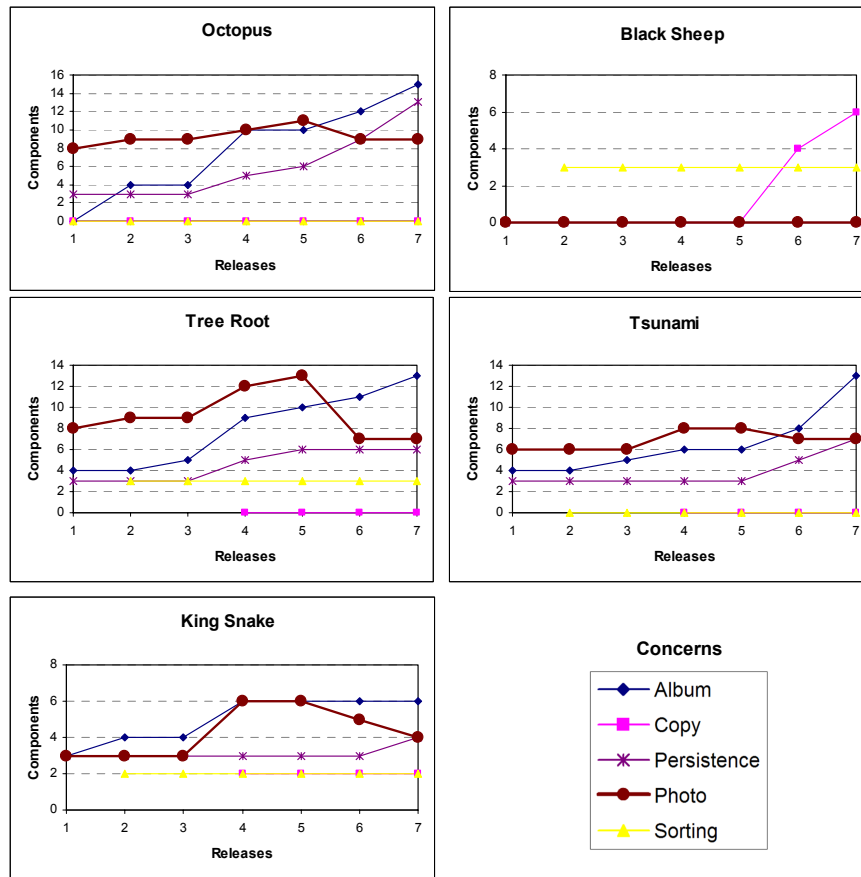 Octopus
16
14
12
10
8
6
4
2
0
Components
1 2 3 4 5 6 7
Releases
Black Sheep
8
6
4
2
0
Components
1 2 3 4 5 6 7
Releases
Tree Root
14
12
10
8
6
4
2
0
Components
1 2 3 4 5 6 7
Releases
Tsunami
14
12
10
8
6
4
2
0
Components
1 2 3 4 5 6 7
Releases
King Snake
8
6
4
2
0
Components
1 2 3 4 5 6 7
Releases
Concerns
Album
Copy
Persistence
Photo
Sorting